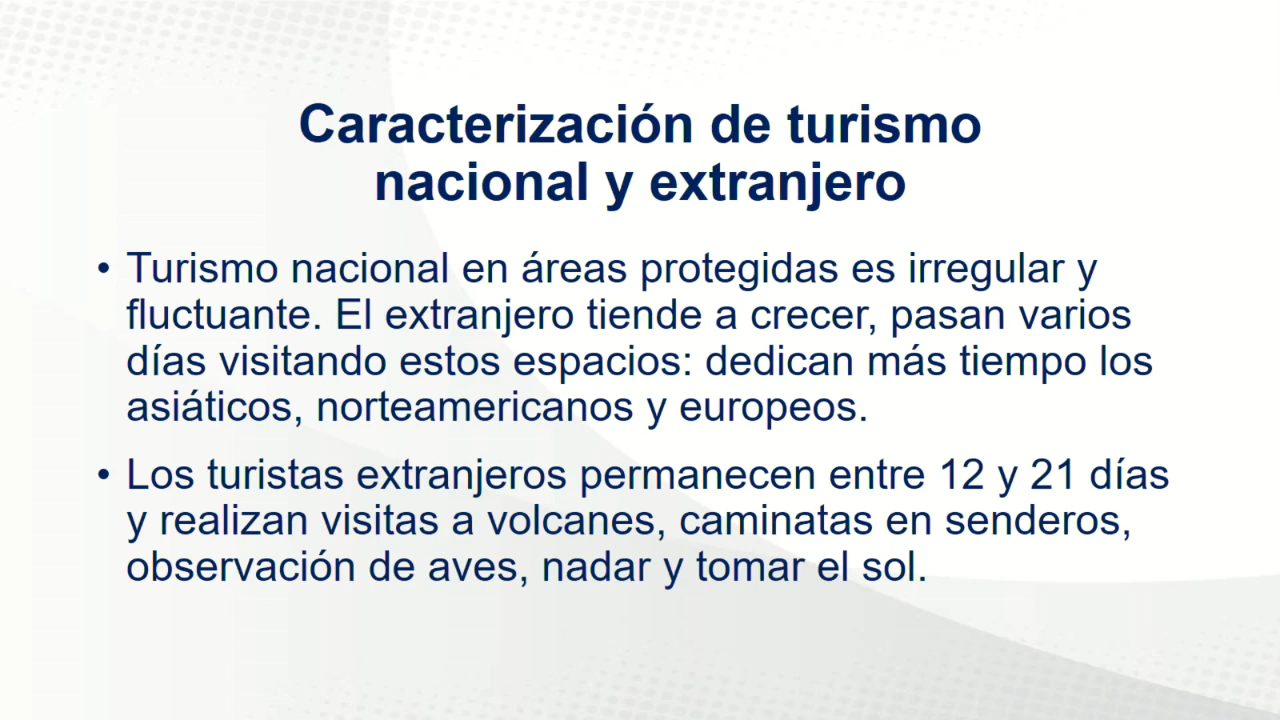 Caracterización de turismo
nacional y extranjero
• Turismo nacional en áreas protegidas es irregular y
fluctuante. El extranjero tiende a crecer, pasan varios
días visitando estos espacios: dedican más tiempo los
asiáticos, norteamericanos y europeos.
• Los turistas extranjeros permanecen entre 12 y 21 días
y realizan visitas a volcanes, caminatas en senderos,
observación de aves, nadar y tomar el sol.